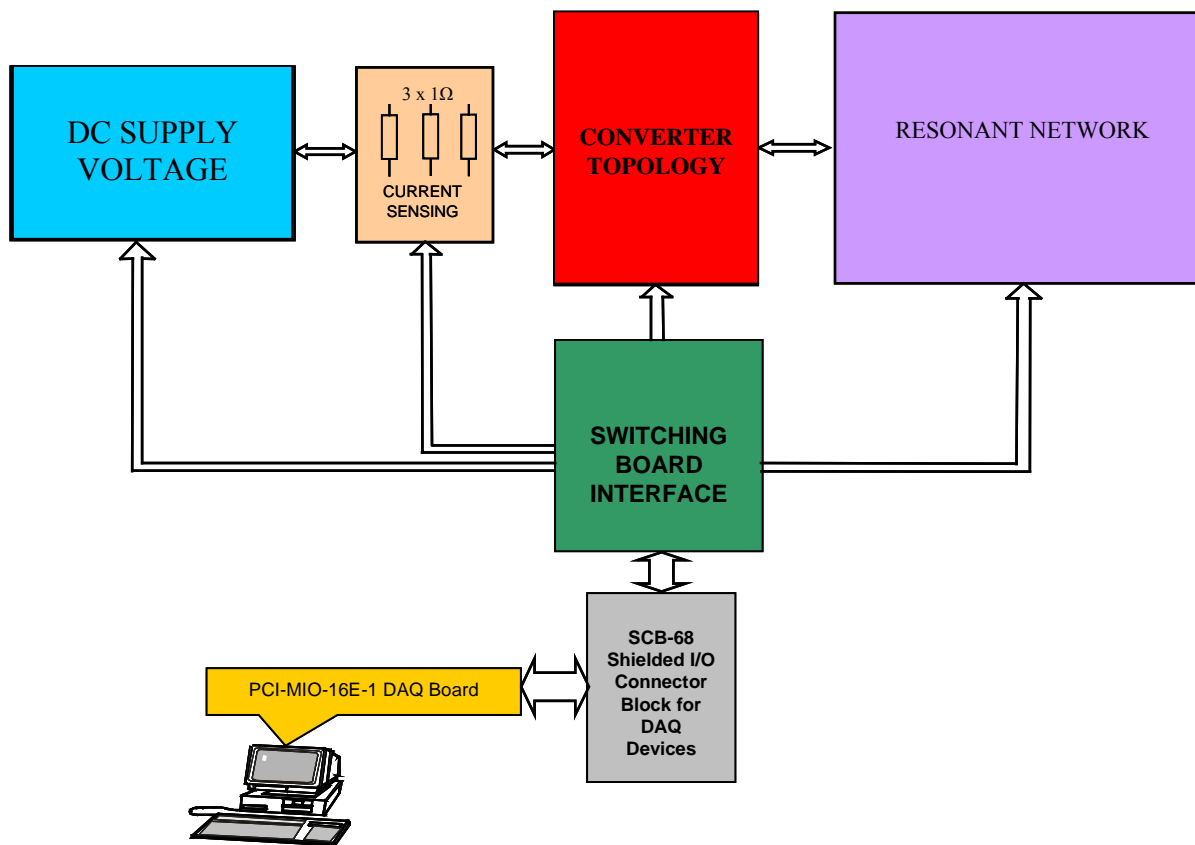 DC SUPPLY
VOLTAGE
3 x 1Ω
CURRENT
SENSING
CONVERTER
TOPOLOGY
RESONANT NETWORK
SWITCHING
BOARD
INTERFACE
SCB-68
Shielded I/O
Connector
Block for
DAQ
Devices
PCI-MIO-16E-1 DAQ Board